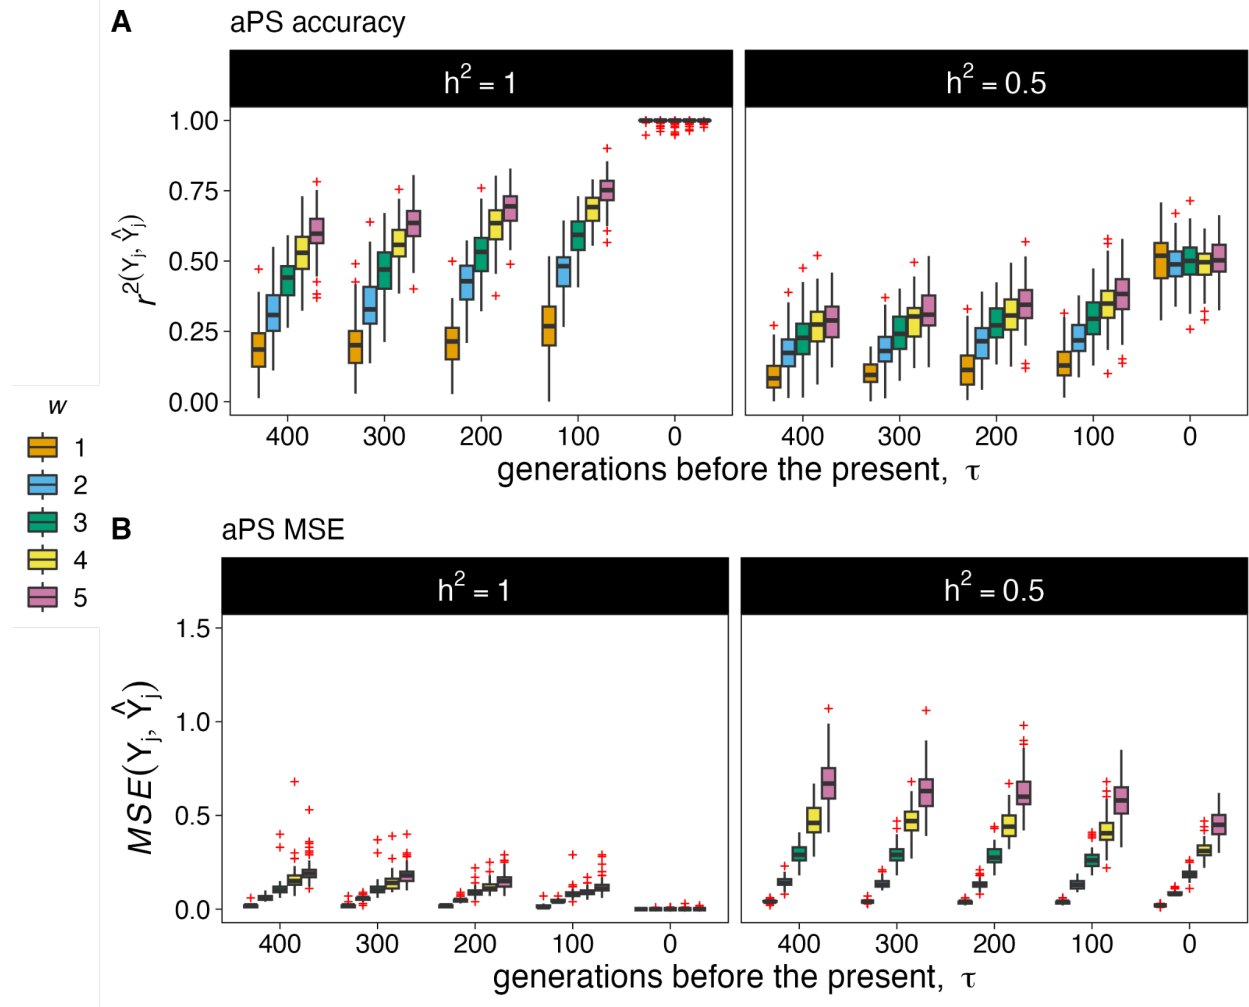 A aPS accuracy
h² = 1
h² = 0.5
r²(Yⱼ, Ŷⱼ)
1.00
0.75
0.50
0.25
0.00
400 300 200 100 0
400 300 200 100 0
generations before the present, τ
w
1
2
3
4
5
B aPS MSE
h² = 1
h² = 0.5
MSE(Yⱼ, Ŷⱼ)
1.5
1.0
0.5
0.0
400 300 200 100 0
400 300 200 100 0
generations before the present, τ